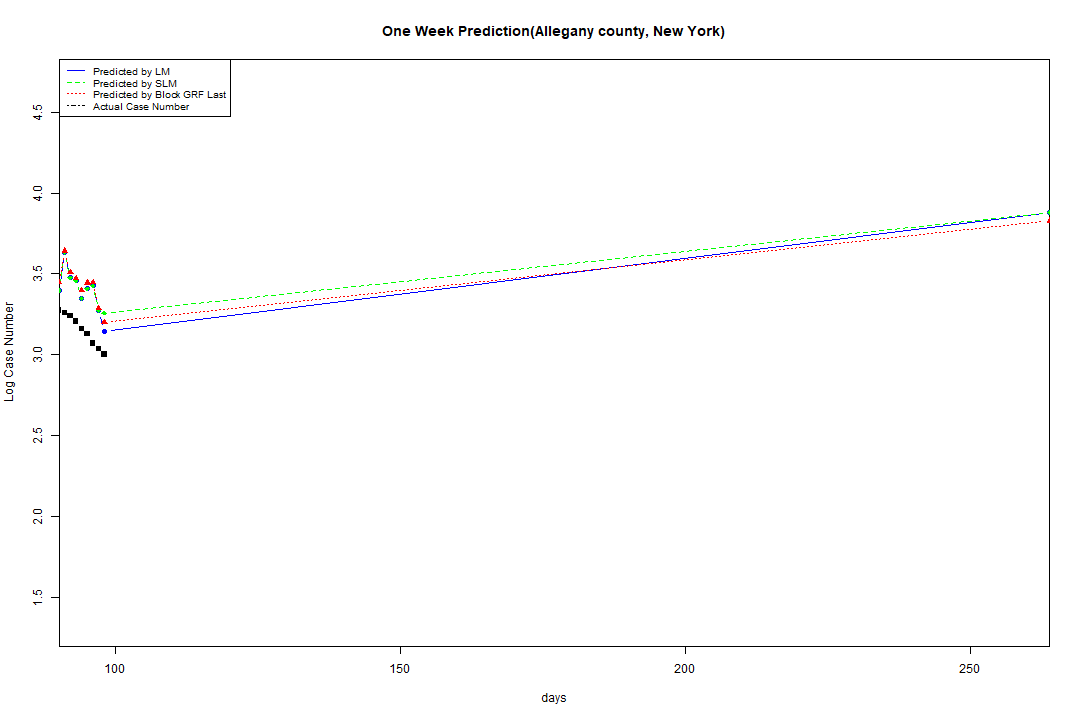 One Week Prediction(Allegany county, New York)
Predicted by LM
Predicted by SLM
Predicted by Block GRF Last
Actual Case Number
4.5
4.0
3.5
3.0
2.5
2.0
1.5
Log Case Number
100 150 200 250
days